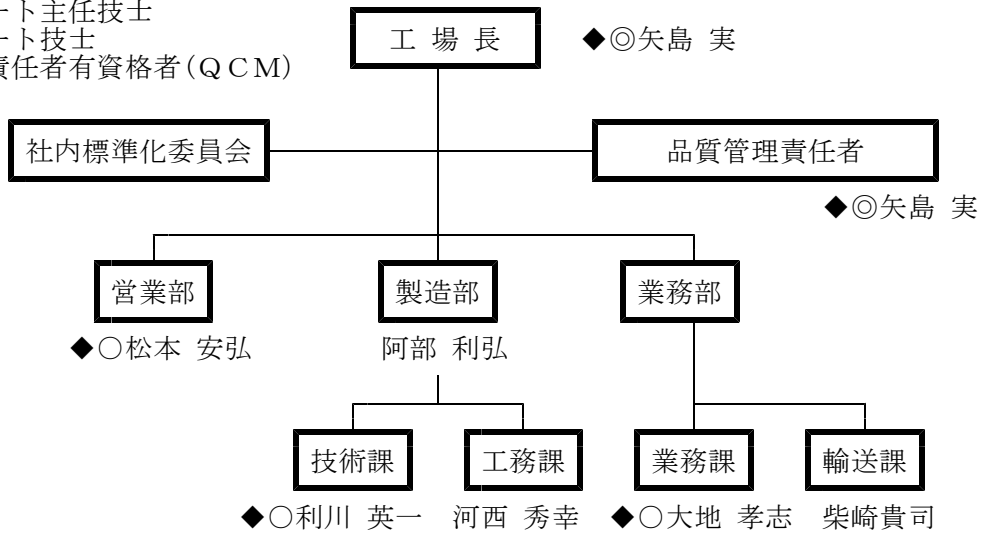 ート主任技士
ート技士
責任者有資格者(ＱＣＭ)
工 場 長 ◆◎矢島 実
社内標準化委員会 品質管理責任者
◆◎矢島 実
営業部 製造部 業務部
◆○松本 安弘 阿部 利弘
技術課 工務課 業務課 輸送課
◆○利川 英一 河西 秀幸 ◆○大地 孝志 柴崎貴司